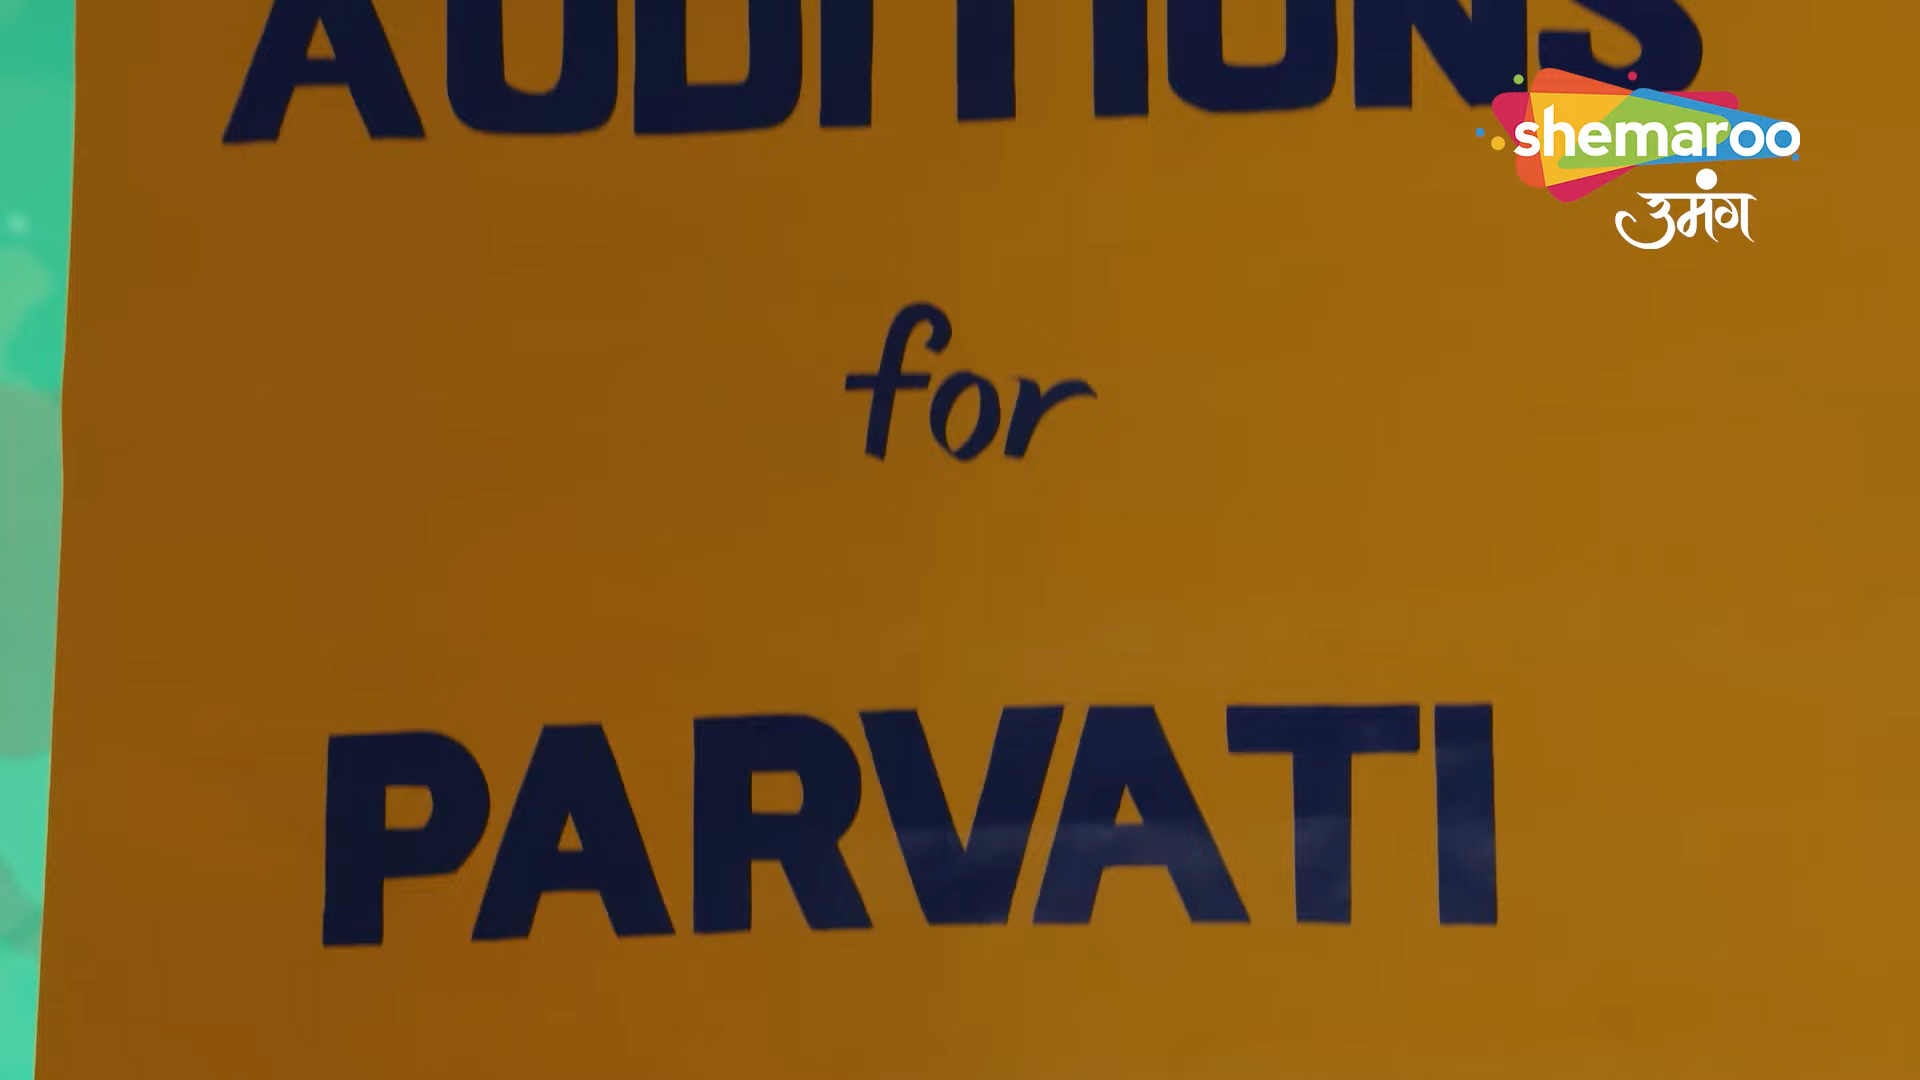 AUDITIONS
shemaroo
उमंग
for
PARVATI